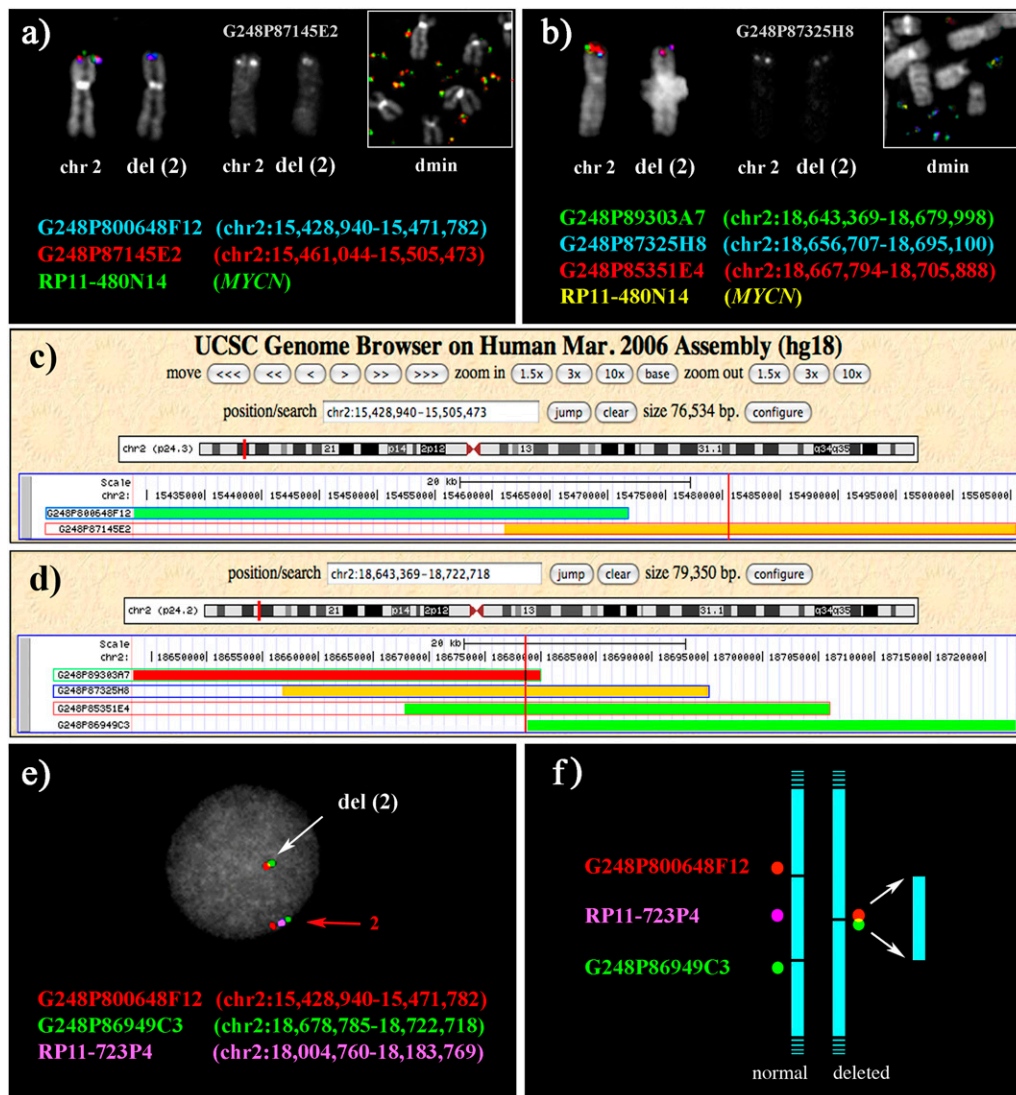 a)
G248P87145E2
chr 2 del (2) chr 2 del (2) dmin
G248P800648F12 (chr2:15,428,940-15,471,782)
G248P87145E2 (chr2:15,461,044-15,505,473)
RP11-480N14 (MYCN)
b)
G248P87325H8
chr 2 del (2) chr 2 del (2) dmin
G248P89303A7 (chr2:18,643,369-18,679,998)
G248P87325H8 (chr2:18,656,707-18,695,100)
G248P85351E4 (chr2:18,667,794-18,705,888)
RP11-480N14 (MYCN)
c)
UCSC Genome Browser on Human Mar. 2006 Assembly (hg18)
move <<< << < > >> >>> zoom in 1.5x 3x 10x base zoom out 1.5x 3x 10x
position/search chr2:15,428,940-15,505,473 jump clear size 76,534 bp. configure
chr2 (p24.3) 21 p14 2p12 13 31.1 q34 q35
Scale 20 kb
chr2: 15435000 15440000 15445000 15450000 15455000 15460000 15465000 15470000 15475000 15480000 15485000 15490000 15495000 15500000 15505000
G248P800648F12
G248P87145E2
d)
position/search chr2:18,643,369-18,722,718 jump clear size 79,350 bp. configure
chr2 (p24.2) 21 p14 2p12 13 31.1 q34 q35
Scale 20 kb
chr2: 18650000 18655000 18660000 18665000 18670000 18675000 18680000 18685000 18690000 18695000 18700000 18705000 18710000 18715000 18720000
G248P89303A7
G248P87325H8
G248P85351E4
G248P86949C3
e)
del (2)
2
G248P800648F12 (chr2:15,428,940-15,471,782)
G248P86949C3 (chr2:18,678,785-18,722,718)
RP11-723P4 (chr2:18,004,760-18,183,769)
f)
G248P800648F12
RP11-723P4
G248P86949C3
normal deleted